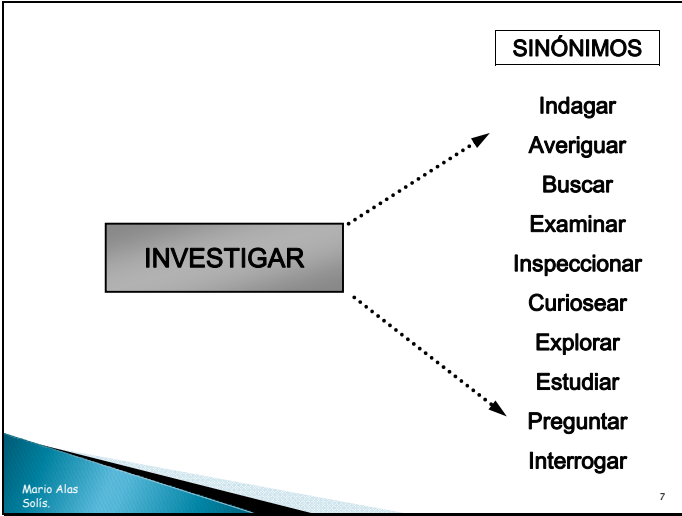 SINÓNIMOS
Indagar
Averiguar
Buscar
Examinar
INVESTIGAR
Inspeccionar
Curiosear
Explorar
Estudiar
Preguntar
Interrogar
Mario Alas
Solís.
7